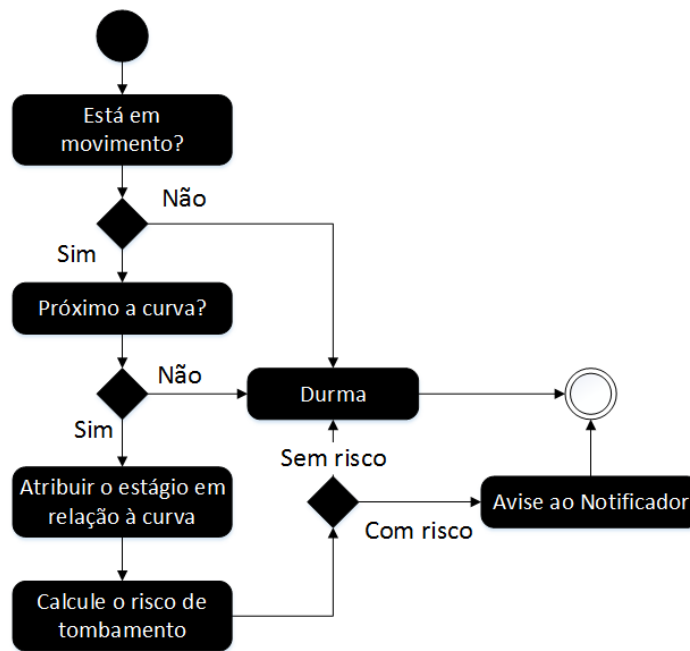 Está em
movimento?
Não
Sim
Próximo a curva?
Não
Durma
Sim
Sem risco
Atribuir o estágio em
relação à curva
Avise ao Notificador
Com risco
Calcule o risco de
tombamento